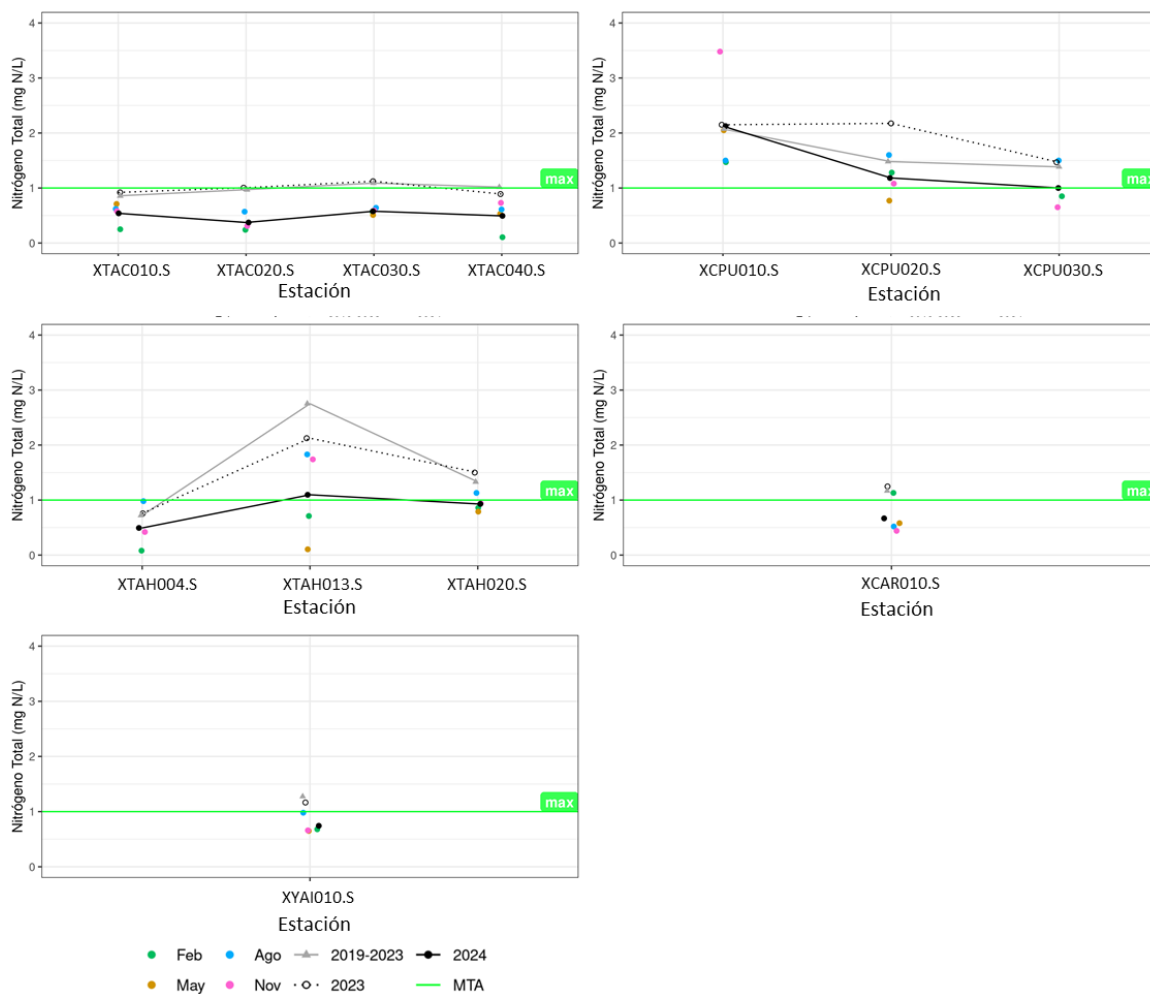 Nitrógeno Total (mg N/L)
4
3
2
1
0
max
XTAC010.S XTAC020.S XTAC030.S XTAC040.S
Estación
Nitrógeno Total (mg N/L)
4
3
2
1
0
max
XCPU010.S XCPU020.S XCPU030.S
Estación
Nitrógeno Total (mg N/L)
4
3
2
1
0
max
XTAH004.S XTAH013.S XTAH020.S
Estación
Nitrógeno Total (mg N/L)
4
3
2
1
0
max
XCAR010.S
Estación
Nitrógeno Total (mg N/L)
4
3
2
1
0
max
XYAI010.S
Estación
Feb Ago 2019-2023 2024
May Nov 2023 MTA